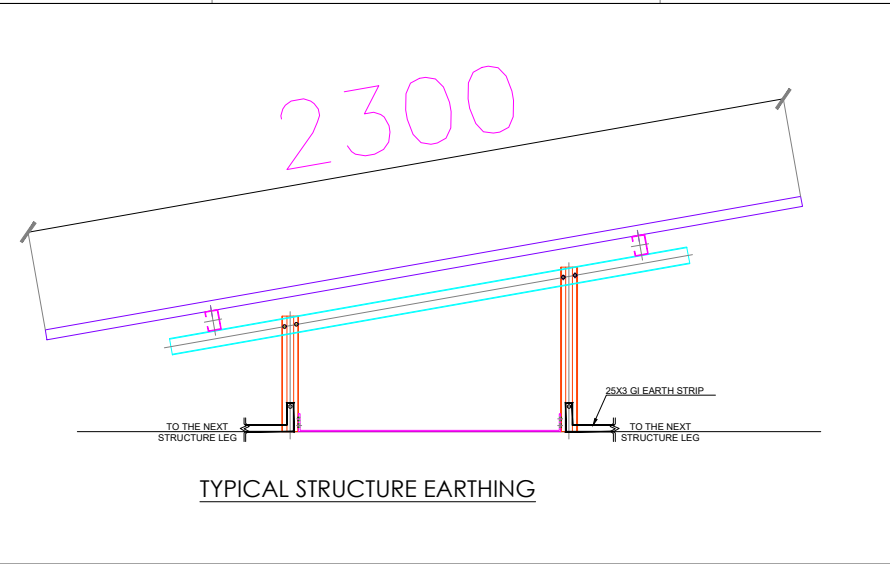 2300
25X3 GI EARTH STRIP
TO THE NEXT
STRUCTURE LEG
TO THE NEXT
STRUCTURE LEG
TYPICAL STRUCTURE EARTHING